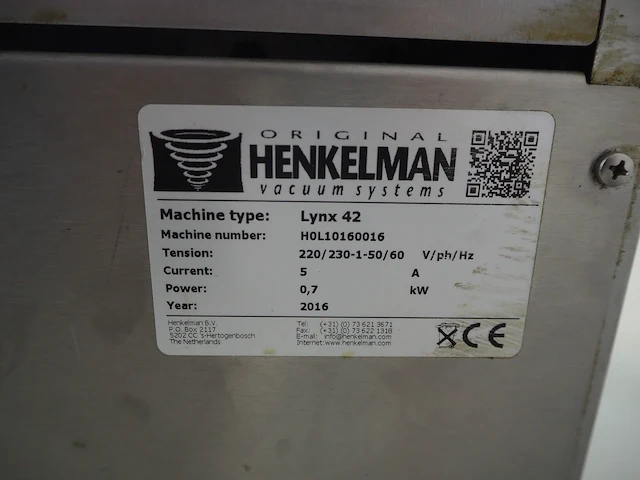 ORIGINAL
HENKELMAN
vacuum systems
Machine type: Lynx 42
Machine number: H0L10160016
Tension: 220/230-1-50/60 V/ph/Hz
Current: 5 A
Power: 0,7 kW
Year: 2016
Henkelman B.V. Tel: (+31) (0) 73 621 3671
P.O. Box 2117 Fax: (+31) (0) 73 622 1318
5202 CC 's-Hertogenbosch E-mail: info@henkelman.com
The Netherlands Internet: www.henkelman.com
CE